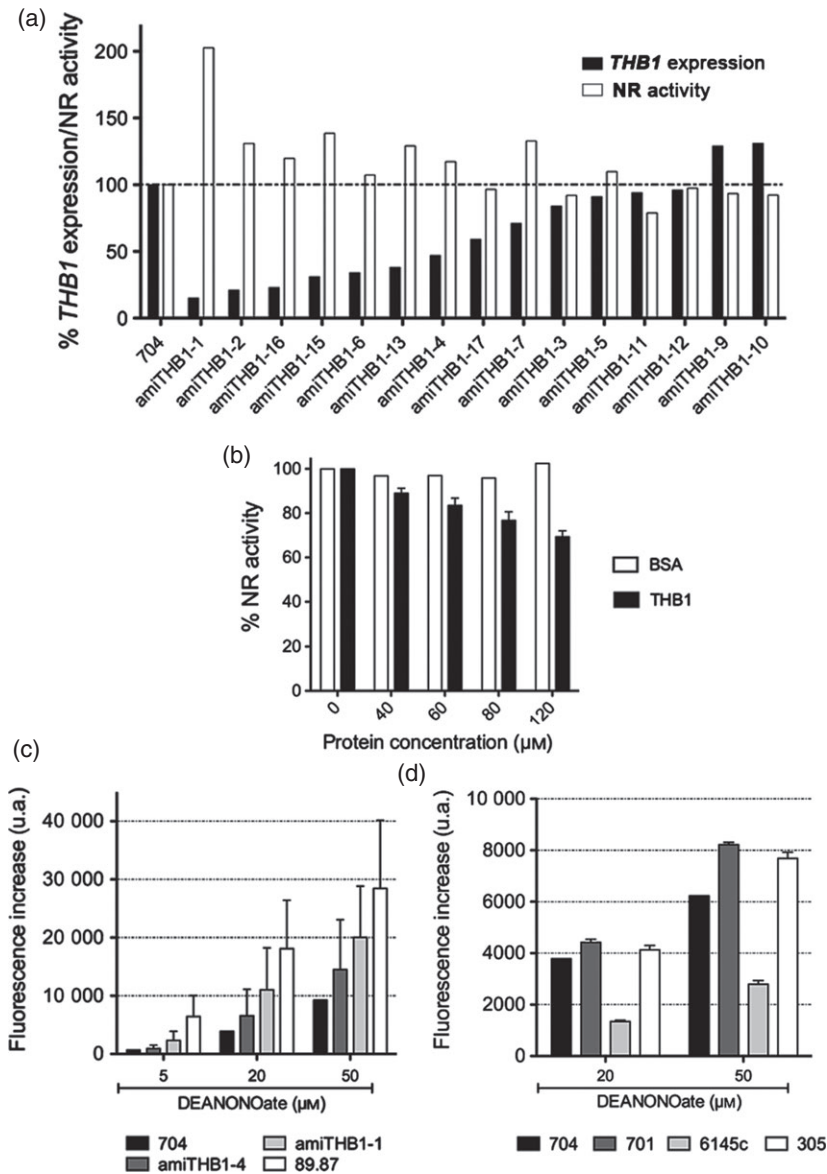 (a)
% THB1 expression/NR activity
200
150
100
50
0
THB1 expression
NR activity
704
amiTHB1-1
amiTHB1-2
amiTHB1-16
amiTHB1-15
amiTHB1-6
amiTHB1-13
amiTHB1-4
amiTHB1-17
amiTHB1-7
amiTHB1-3
amiTHB1-5
amiTHB1-11
amiTHB1-12
amiTHB1-9
amiTHB1-10
(b)
% NR activity
100
80
60
40
20
0
BSA
THB1
0
40
60
80
120
Protein concentration (μM)
(c)
Fluorescence increase (u.a.)
40 000
30 000
20 000
10 000
0
5
20
50
DEANONOate (μM)
704
amiTHB1-1
amiTHB1-4
89.87
(d)
Fluorescence increase (u.a.)
10 000
8000
6000
4000
2000
0
20
50
DEANONOate (μM)
704
701
6145c
305